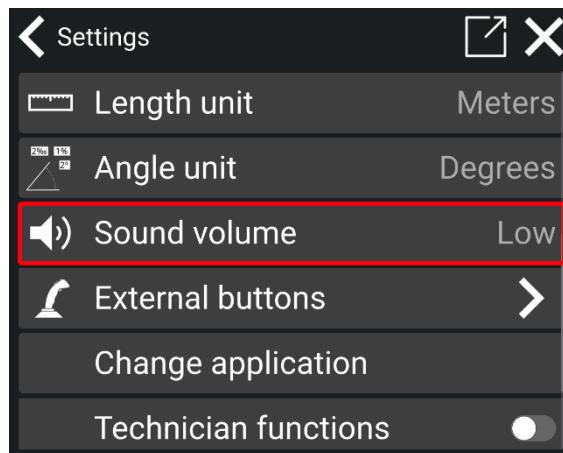 Settings
Length unit Meters
2‰ 1%
2°
Angle unit Degrees
Sound volume Low
External buttons
Change application
Technician functions